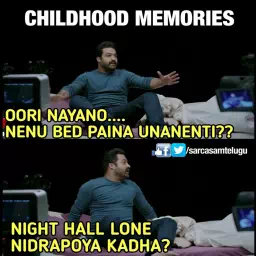 CHILDHOOD MEMORIES
OORI NAYANO....
NENU BED PAINA UNANENTI??
/sarcasamtelugu
NIGHT HALL LONE
NIDRAPOYA KADHA?